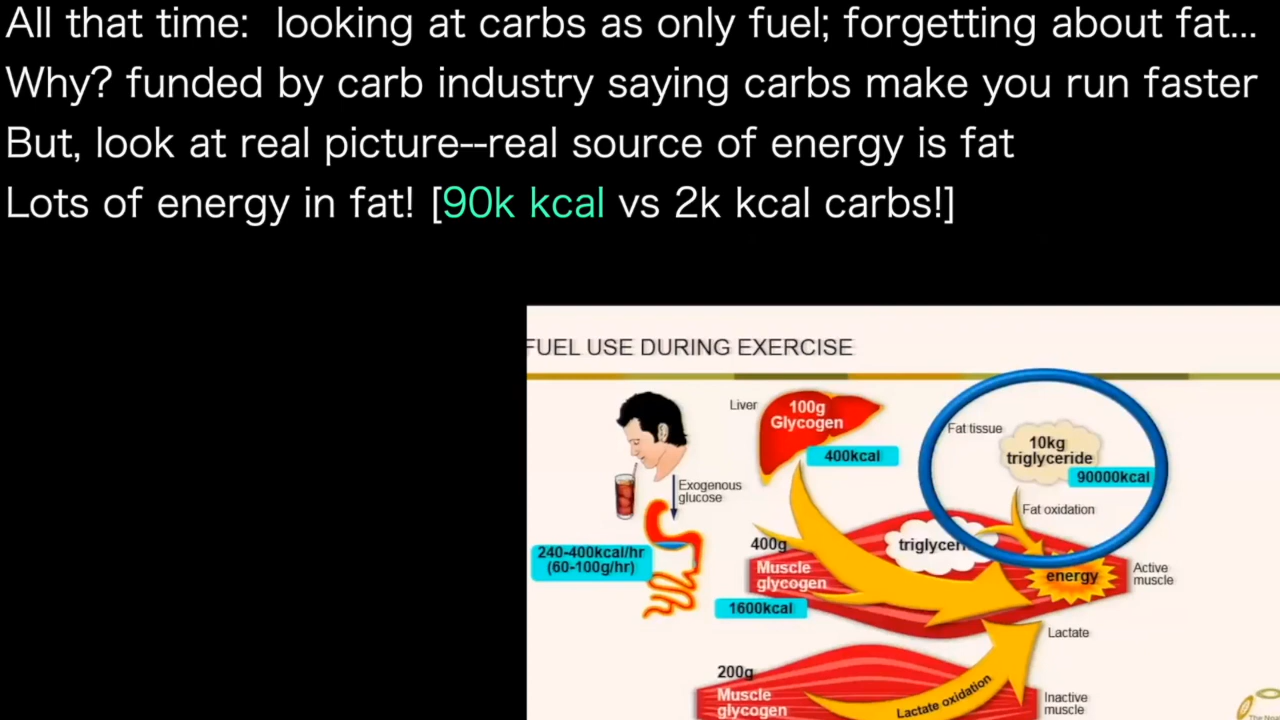 All that time: looking at carbs as only fuel; forgetting about fat...
Why? funded by carb industry saying carbs make you run faster
But, look at real picture--real source of energy is fat
Lots of energy in fat! [90k kcal vs 2k kcal carbs!]
FUEL USE DURING EXERCISE
Liver
100g
Glycogen
400kcal
Fat tissue
10kg
triglyceride
90000kcal
Exogenous
glucose
Fat oxidation
240-400kcal/hr
(60-100g/hr)
400g
Muscle
glycogen
1600kcal
energy
Active
muscle
Lactate
200g
Muscle
glycogen
Lactate oxidation
Inactive
muscle